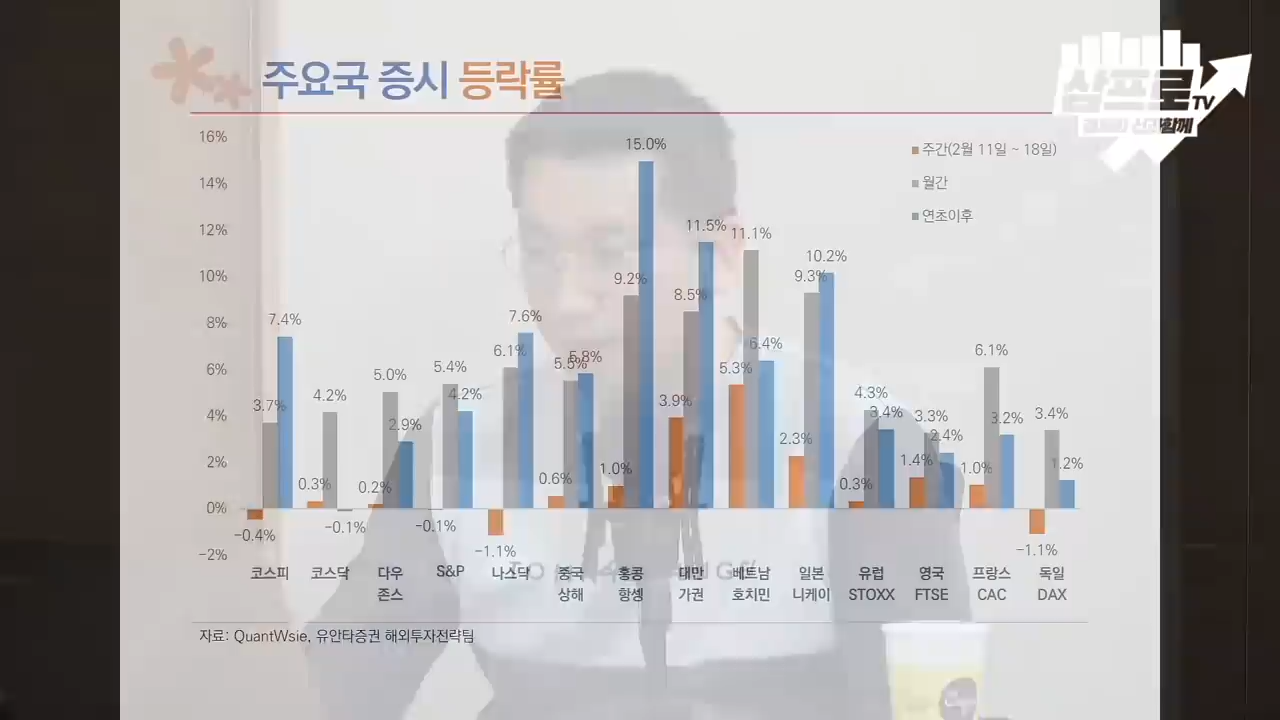 주요국 증시 등락률
삼프로TV
주간(2월 11일 ~ 18일)
월간
연초이후
16%
14%
12%
10%
8%
6%
4%
2%
0%
-2%
-0.4% 3.7% 7.4%
0.3% 4.2% -0.1%
0.2% 5.0% 2.9%
-0.1% 5.4% 4.2%
-1.1% 6.1% 7.6%
0.6% 5.5% 5.8%
1.0% 9.2% 15.0%
3.9% 8.5% 11.5%
5.3% 11.1% 6.4%
2.3% 9.3% 10.2%
0.3% 4.3% 3.4%
1.4% 3.3% 2.4%
1.0% 6.1% 3.2%
-1.1% 3.4% 1.2%
코스피 코스닥 다우 S&P 나스닥 중국 홍콩 대만 베트남 일본 유럽 영국 프랑스 독일
존스 상해 항셍 가권 호치민 니케이 STOXX FTSE CAC DAX
자료: QuantWsie, 유안타증권 해외투자전략팀